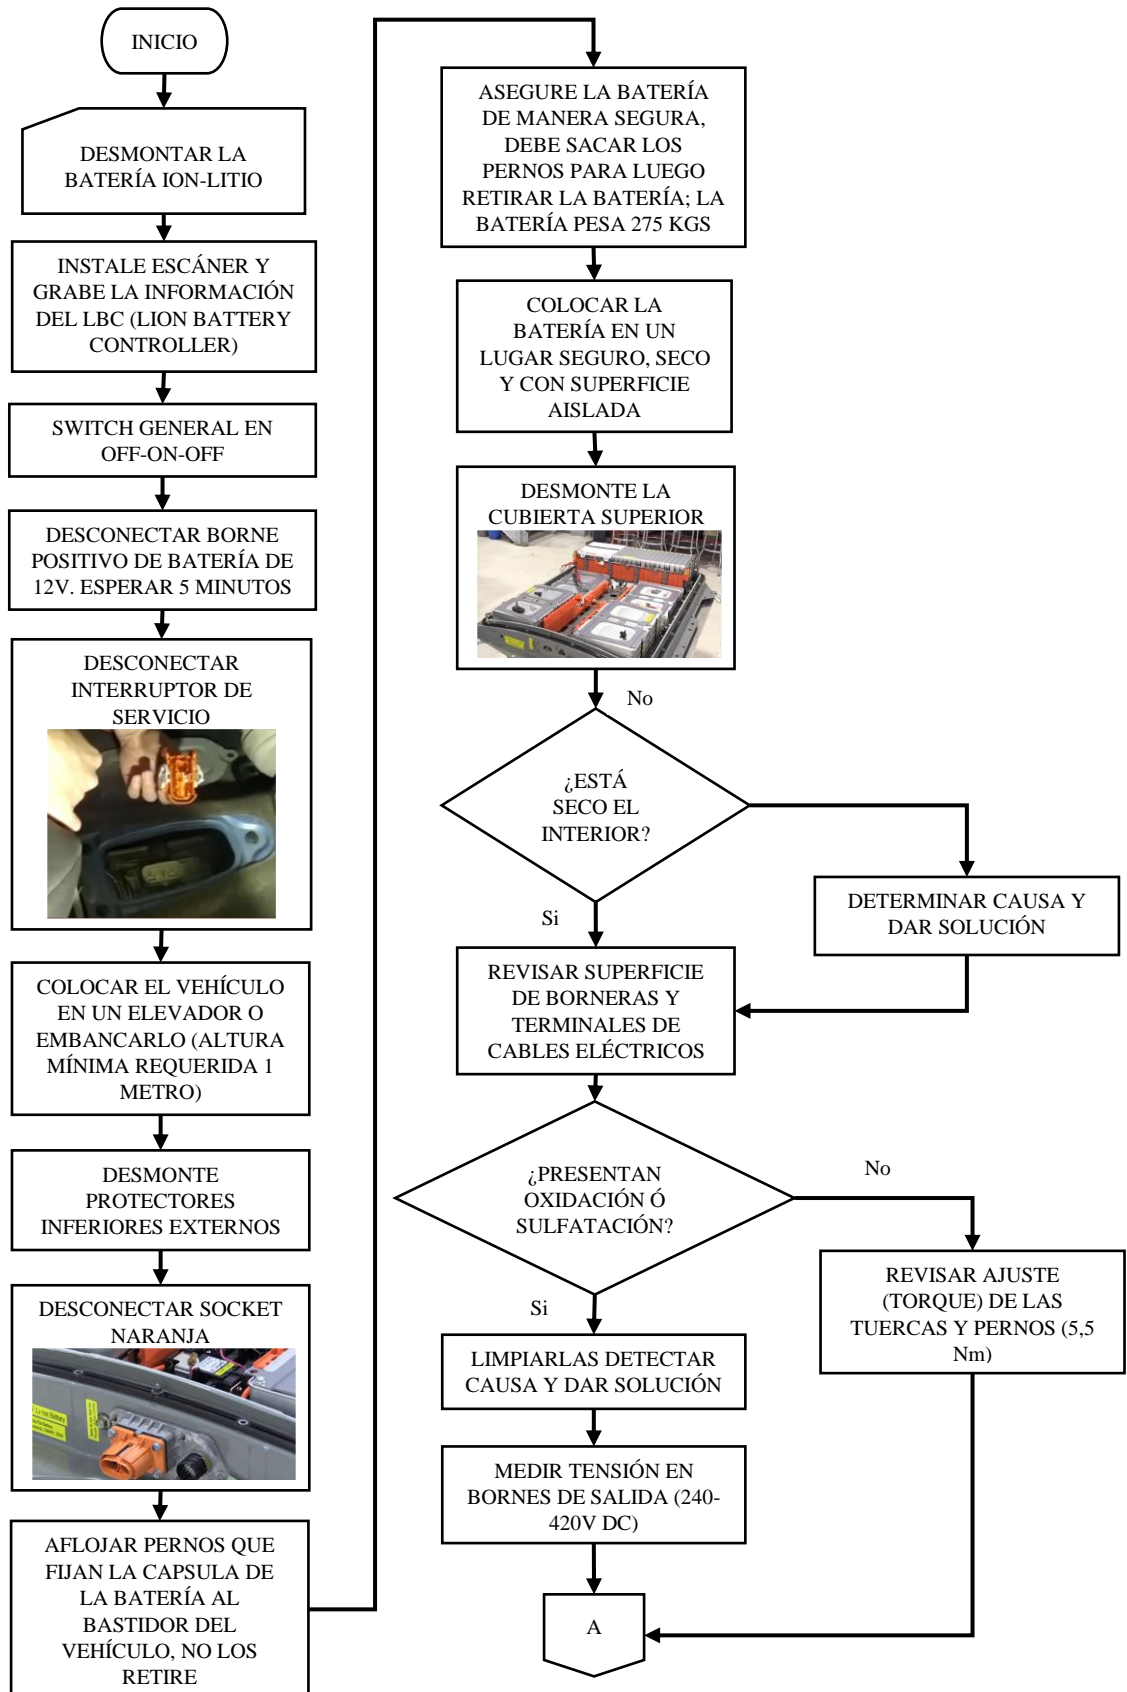 INICIO
DESMONTAR LA
BATERÍA ION-LITIO
INSTALE ESCÁNER Y
GRABE LA INFORMACIÓN
DEL LBC (LION BATTERY
CONTROLLER)
SWITCH GENERAL EN
OFF-ON-OFF
DESCONECTAR BORNE
POSITIVO DE BATERÍA DE
12V. ESPERAR 5 MINUTOS
DESCONECTAR
INTERRUPTOR DE
SERVICIO
COLOCAR EL VEHÍCULO
EN UN ELEVADOR O
EMBANCARLO (ALTURA
MÍNIMA REQUERIDA 1
METRO)
DESMONTE
PROTECTORES
INFERIORES EXTERNOS
DESCONECTAR SOCKET
NARANJA
Li-Ion Battery
AFLOJAR PERNOS QUE
FIJAN LA CAPSULA DE
LA BATERÍA AL
BASTIDOR DEL
VEHÍCULO, NO LOS
RETIRE
ASEGURE LA BATERÍA
DE MANERA SEGURA,
DEBE SACAR LOS
PERNOS PARA LUEGO
RETIRAR LA BATERÍA; LA
BATERÍA PESA 275 KGS
COLOCAR LA
BATERÍA EN UN
LUGAR SEGURO, SECO
Y CON SUPERFICIE
AISLADA
DESMONTE LA
CUBIERTA SUPERIOR
No
¿ESTÁ
SECO EL
INTERIOR?
Si
DETERMINAR CAUSA Y
DAR SOLUCIÓN
REVISAR SUPERFICIE
DE BORNERAS Y
TERMINALES DE
CABLES ELÉCTRICOS
¿PRESENTAN
OXIDACIÓN Ó
SULFATACIÓN?
No
Si
REVISAR AJUSTE
(TORQUE) DE LAS
TUERCAS Y PERNOS (5,5
Nm)
LIMPIARLAS DETECTAR
CAUSA Y DAR SOLUCIÓN
MEDIR TENSIÓN EN
BORNES DE SALIDA (240-
420V DC)
A